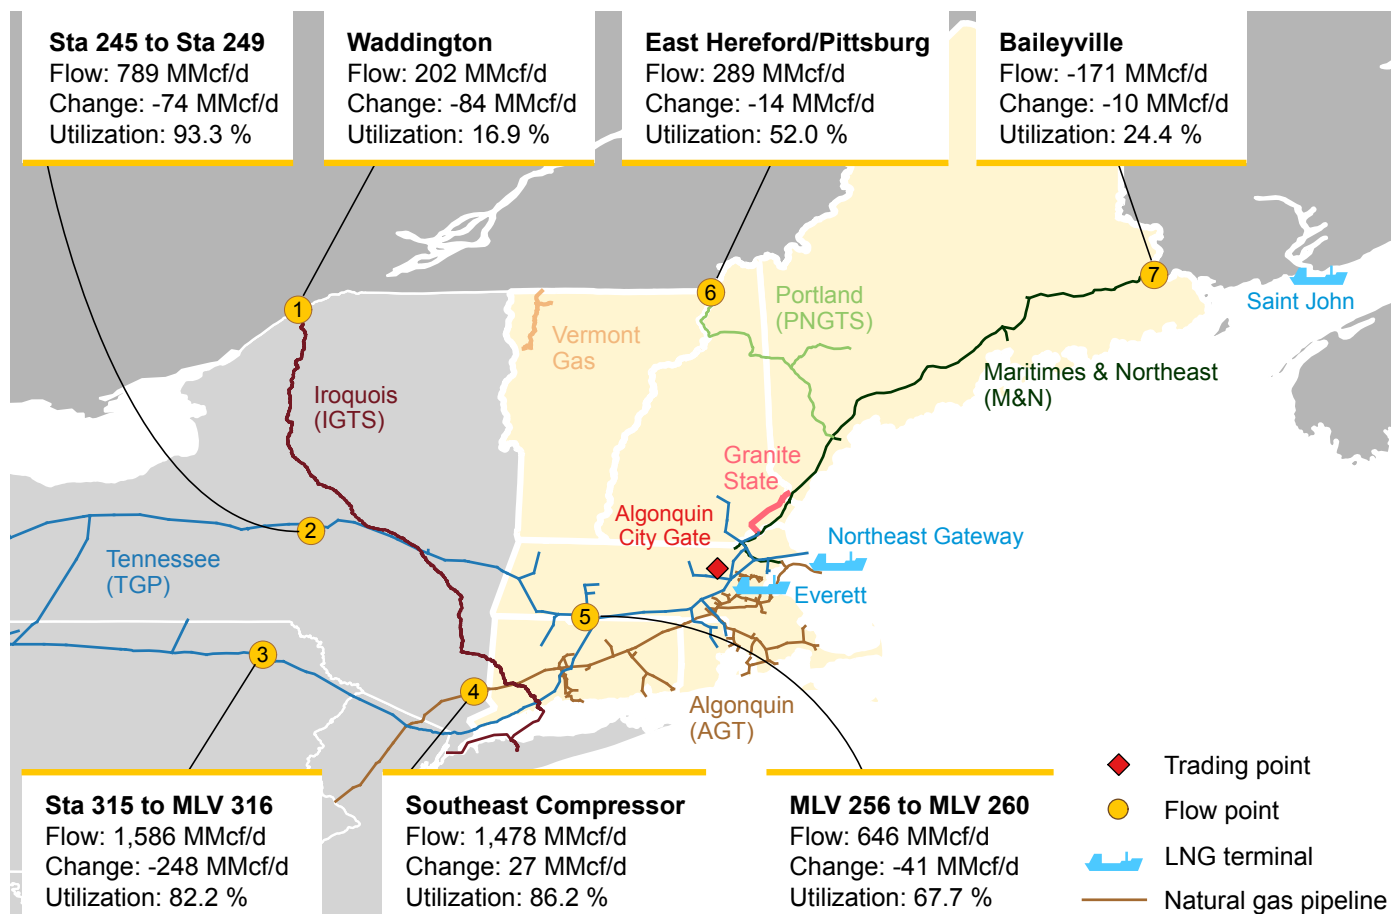 Sta 245 to Sta 249
Flow: 789 MMcf/d
Change: -74 MMcf/d
Utilization: 93.3 %
Waddington
Flow: 202 MMcf/d
Change: -84 MMcf/d
Utilization: 16.9 %
East Hereford/Pittsburg
Flow: 289 MMcf/d
Change: -14 MMcf/d
Utilization: 52.0 %
Baileyville
Flow: -171 MMcf/d
Change: -10 MMcf/d
Utilization: 24.4 %
1
6
7
Portland
(PNGTS)
Saint John
Vermont
Gas
Maritimes & Northeast
(M&N)
Iroquois
(IGTS)
Granite
State
Algonquin
City Gate
2
Northeast Gateway
Tennessee
(TGP)
Everett
5
3
4
Algonquin
(AGT)
Sta 315 to MLV 316
Flow: 1,586 MMcf/d
Change: -248 MMcf/d
Utilization: 82.2 %
Southeast Compressor
Flow: 1,478 MMcf/d
Change: 27 MMcf/d
Utilization: 86.2 %
MLV 256 to MLV 260
Flow: 646 MMcf/d
Change: -41 MMcf/d
Utilization: 67.7 %
Trading point
Flow point
LNG terminal
Natural gas pipeline